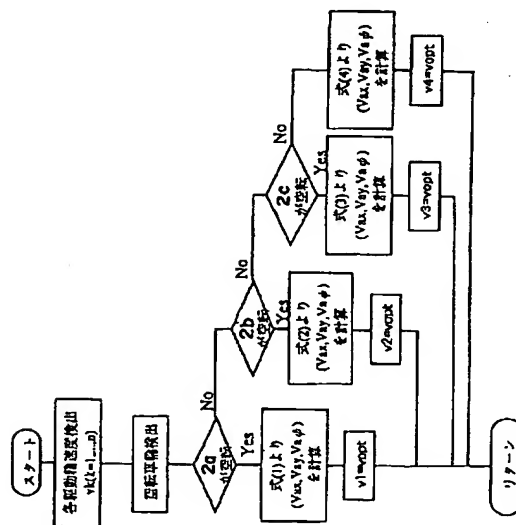 スタート
各駆動輪速度検出
vk(k=1,...,n)
空転車輪検出
2a
が空転
No
Yes
式(1)より
(Vax,Vay,Vaφ)
を計算
v1=vopt
2b
が空転
No
Yes
式(2)より
(Vax,Vay,Vaφ)
を計算
v2=vopt
2c
が空転
No
Yes
式(3)より
(Vax,Vay,Vaφ)
を計算
v3=vopt
式(4)より
(Vax,Vay,Vaφ)
を計算
v4=vopt
リターン